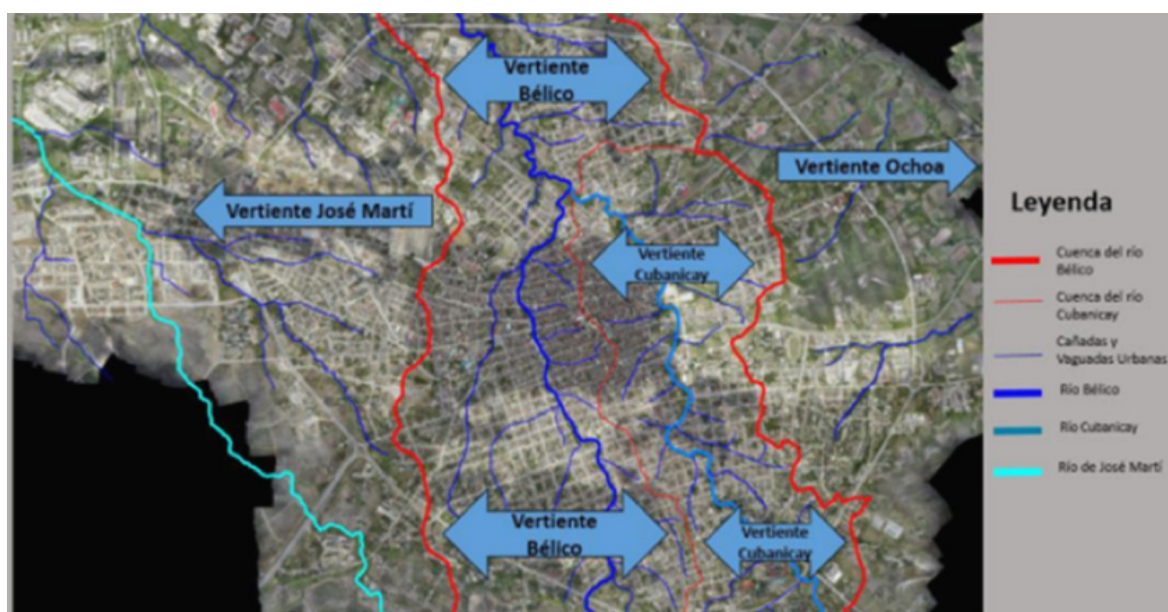 Vertiente
Bélico
Vertiente Ochoa
Vertiente José Martí
Vertiente
Cubanicay
Vertiente
Bélico
Vertiente
Cubanicay
Leyenda
Cuenca del río
Bélico
Cuenca del río
Cubanicay
Cañadas y
Vaguadas Urbanas
Río Bélico
Río Cubanicay
Río de José Martí